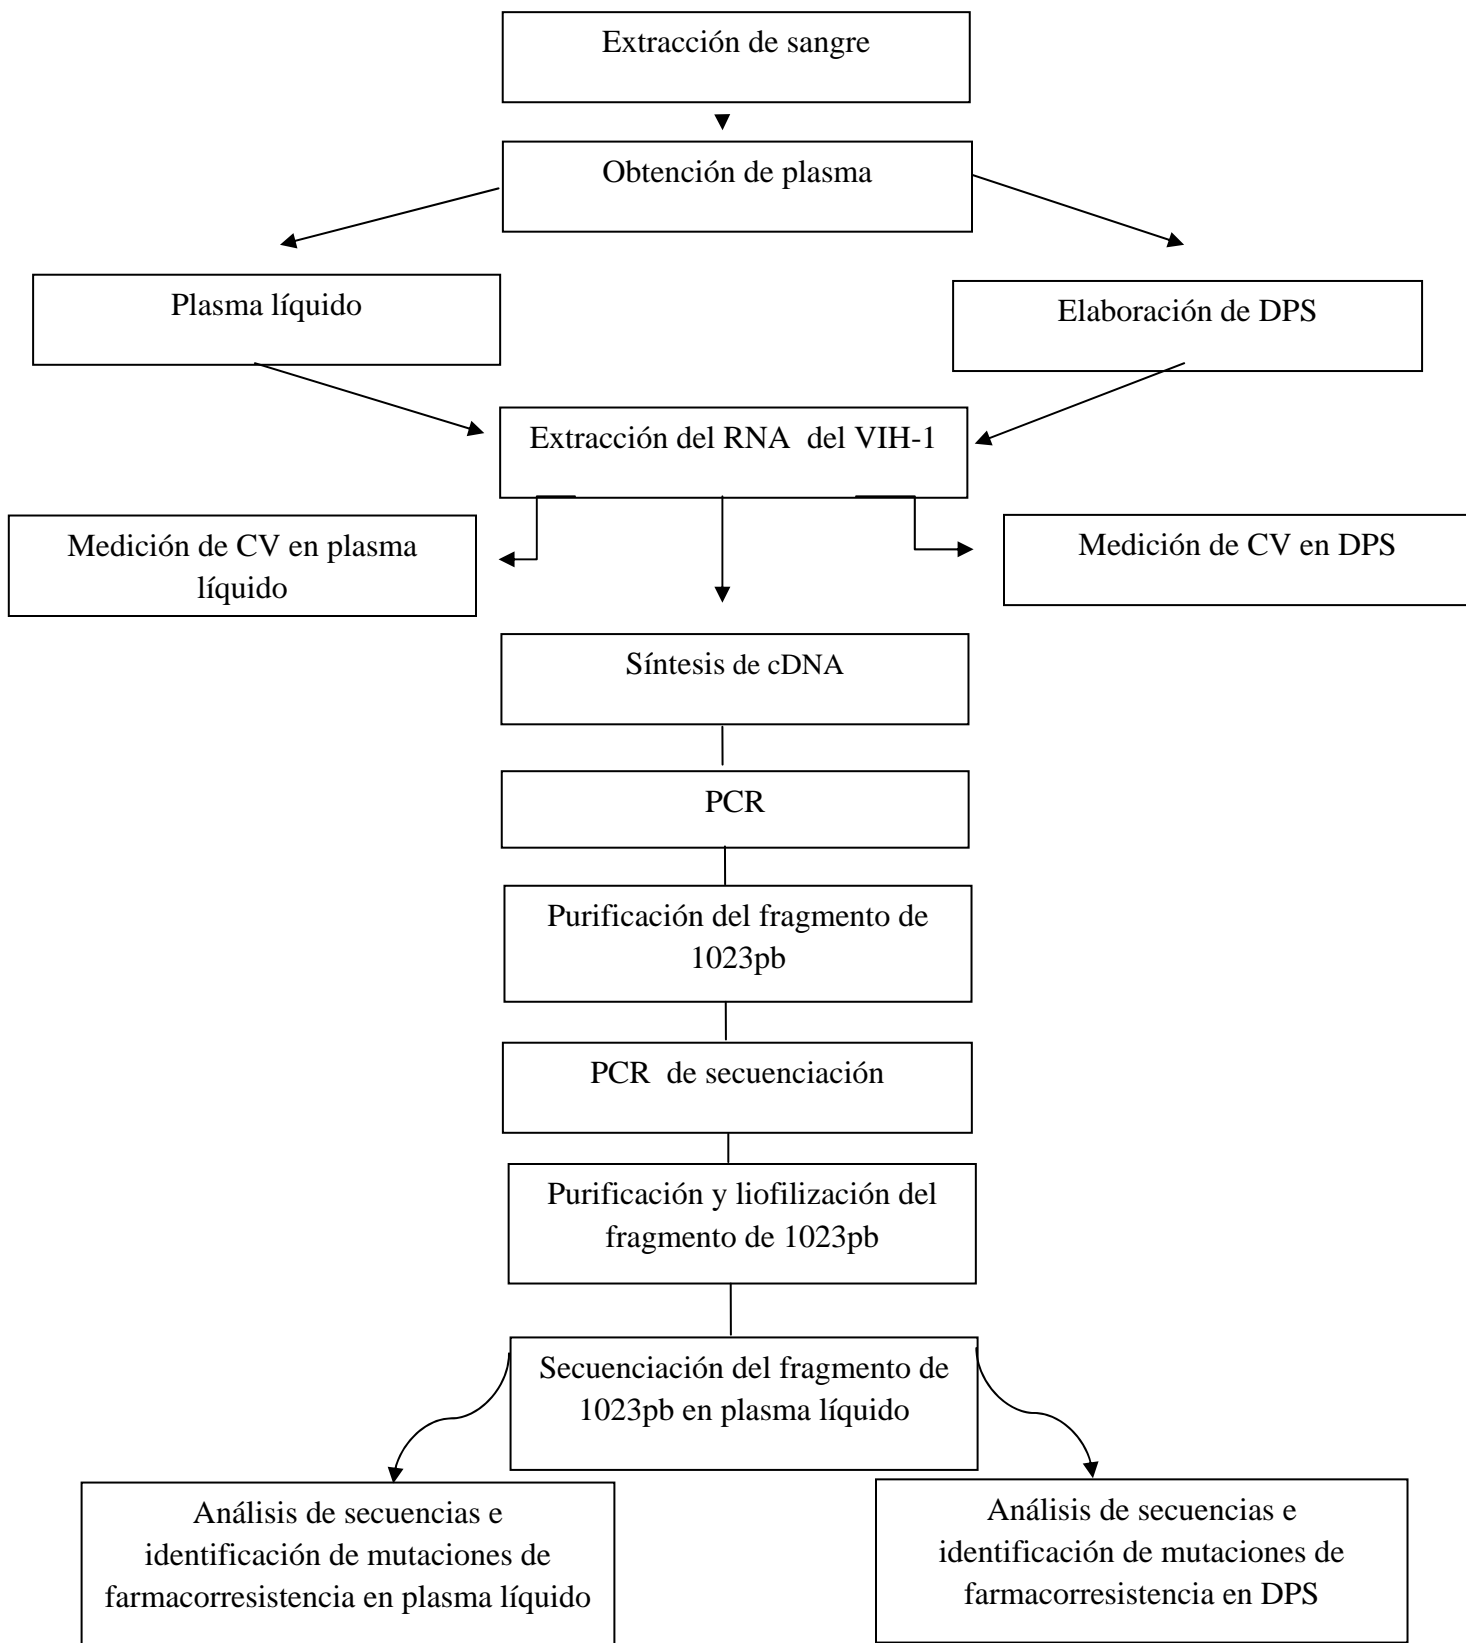 Extracción de sangre
Obtención de plasma
Plasma líquido
Elaboración de DPS
Extracción del RNA  del VIH-1
Medición de CV en plasma
líquido
Medición de CV en DPS
Síntesis de cDNA
PCR
Purificación del fragmento de
1023pb
PCR  de secuenciación
Purificación y liofilización del
fragmento de 1023pb
Secuenciación del fragmento de
1023pb en plasma líquido
Análisis de secuencias e
identificación de mutaciones de
farmacorresistencia en plasma líquido
Análisis de secuencias e
identificación de mutaciones de
farmacorresistencia en DPS